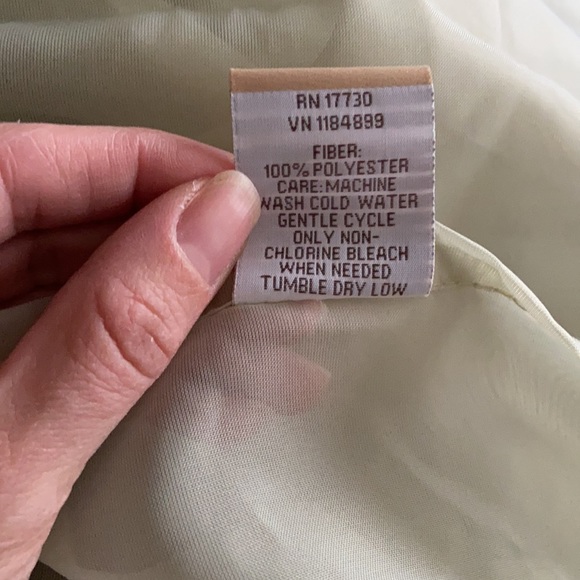 RN 17730
VN 1184899
FIBER:
100% POLYESTER
CARE: MACHINE
WASH COLD WATER
GENTLE CYCLE
ONLY NON-
CHLORINE BLEACH
WHEN NEEDED
TUMBLE DRY LOW